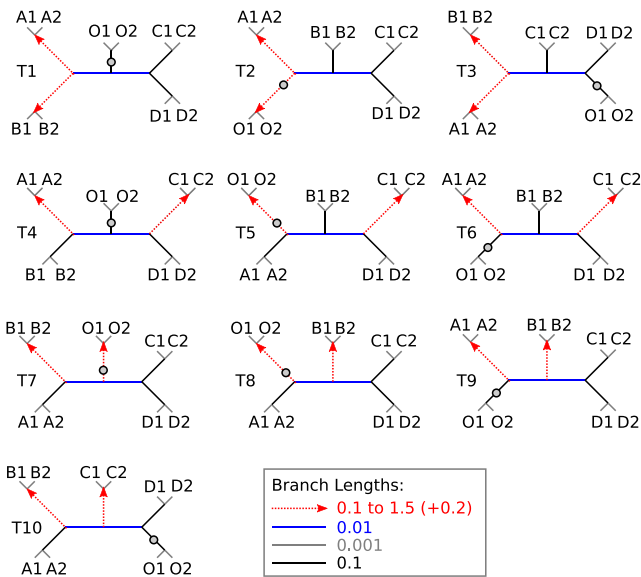 A1 A2 O1 O2 C1 C2
T1
B1 B2 D1 D2
A1 A2 B1 B2 C1 C2
T2
O1 O2 D1 D2
B1 B2 C1 C2 D1 D2
T3
A1 A2 O1 O2
A1 A2 O1 O2 C1 C2
T4
B1 B2 D1 D2
O1 O2 B1 B2 C1 C2
T5
A1 A2 D1 D2
A1 A2 B1 B2 C1 C2
T6
O1 O2 D1 D2
B1 B2 O1 O2 C1 C2
T7
A1 A2 D1 D2
O1 O2 B1 B2 C1 C2
T8
A1 A2 D1 D2
A1 A2 B1 B2 C1 C2
T9
O1 O2 D1 D2
B1 B2 C1 C2 D1 D2
T10
A1 A2 O1 O2
Branch Lengths:
0.1 to 1.5 (+0.2)
0.01
0.001
0.1